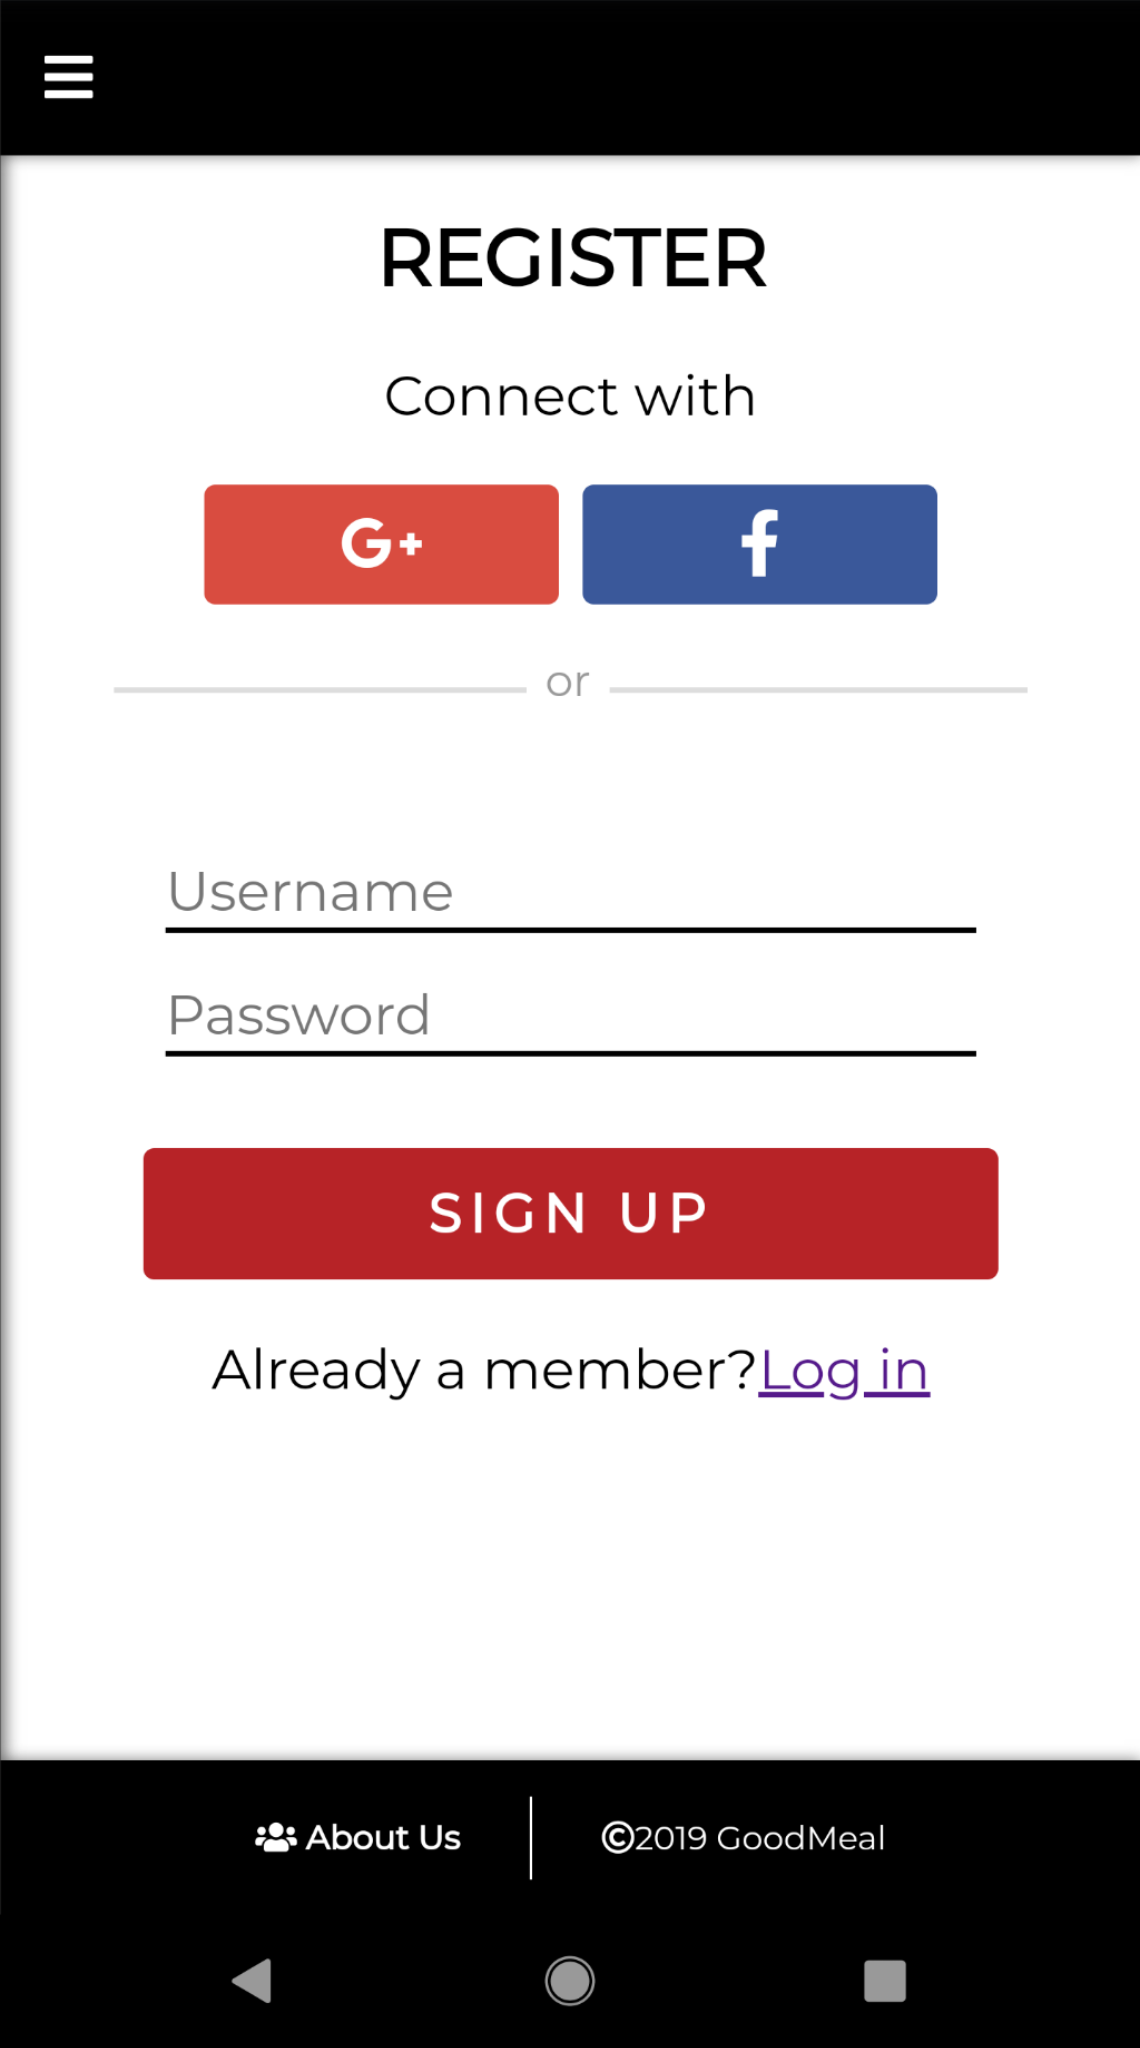 REGISTER
Connect with
G+ f
or
Username
Password
SIGN UP
Already a member?Log in
About Us
©2019 GoodMeal